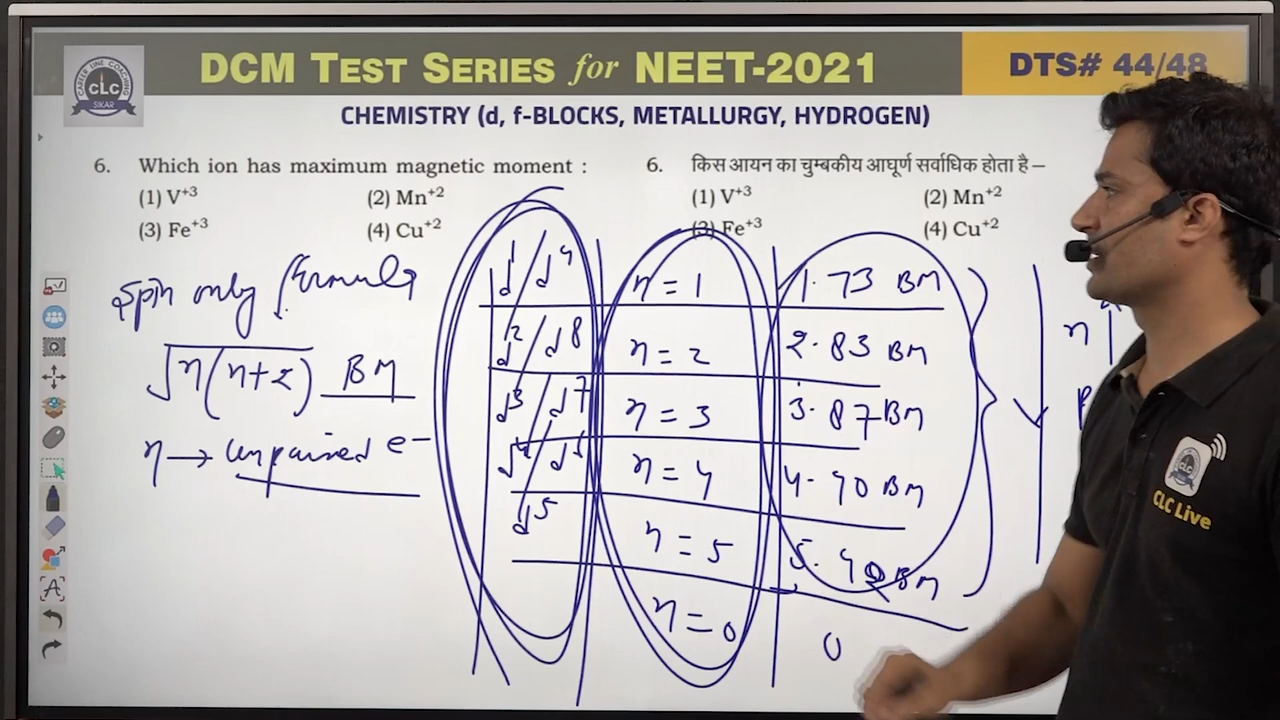 DCM TEST SERIES for NEET-2021
DTS# 44/48
CAREER LINE COACHING
CLC
SIKAR
CHEMISTRY (d, f-BLOCKS, METALLURGY, HYDROGEN)
6. Which ion has maximum magnetic moment :
(1) V+3 (2) Mn+2
(3) Fe+3 (4) Cu+2
6. किस आयन का चुम्बकीय आघूर्ण सर्वाधिक होता है –
(1) V+3 (2) Mn+2
(3) Fe+3 (4) Cu+2
Spin only formula
√n(n+2) BM
n → unpaired e-
d1/d9 n = 1 1.73 BM
d2/d8 n = 2 2.83 BM
d3/d7 n = 3 3.87 BM
d4/d6 n = 4 4.90 BM
d5 n = 5 5.92 BM
n = 0 0
n↑
CLC
CLC Live